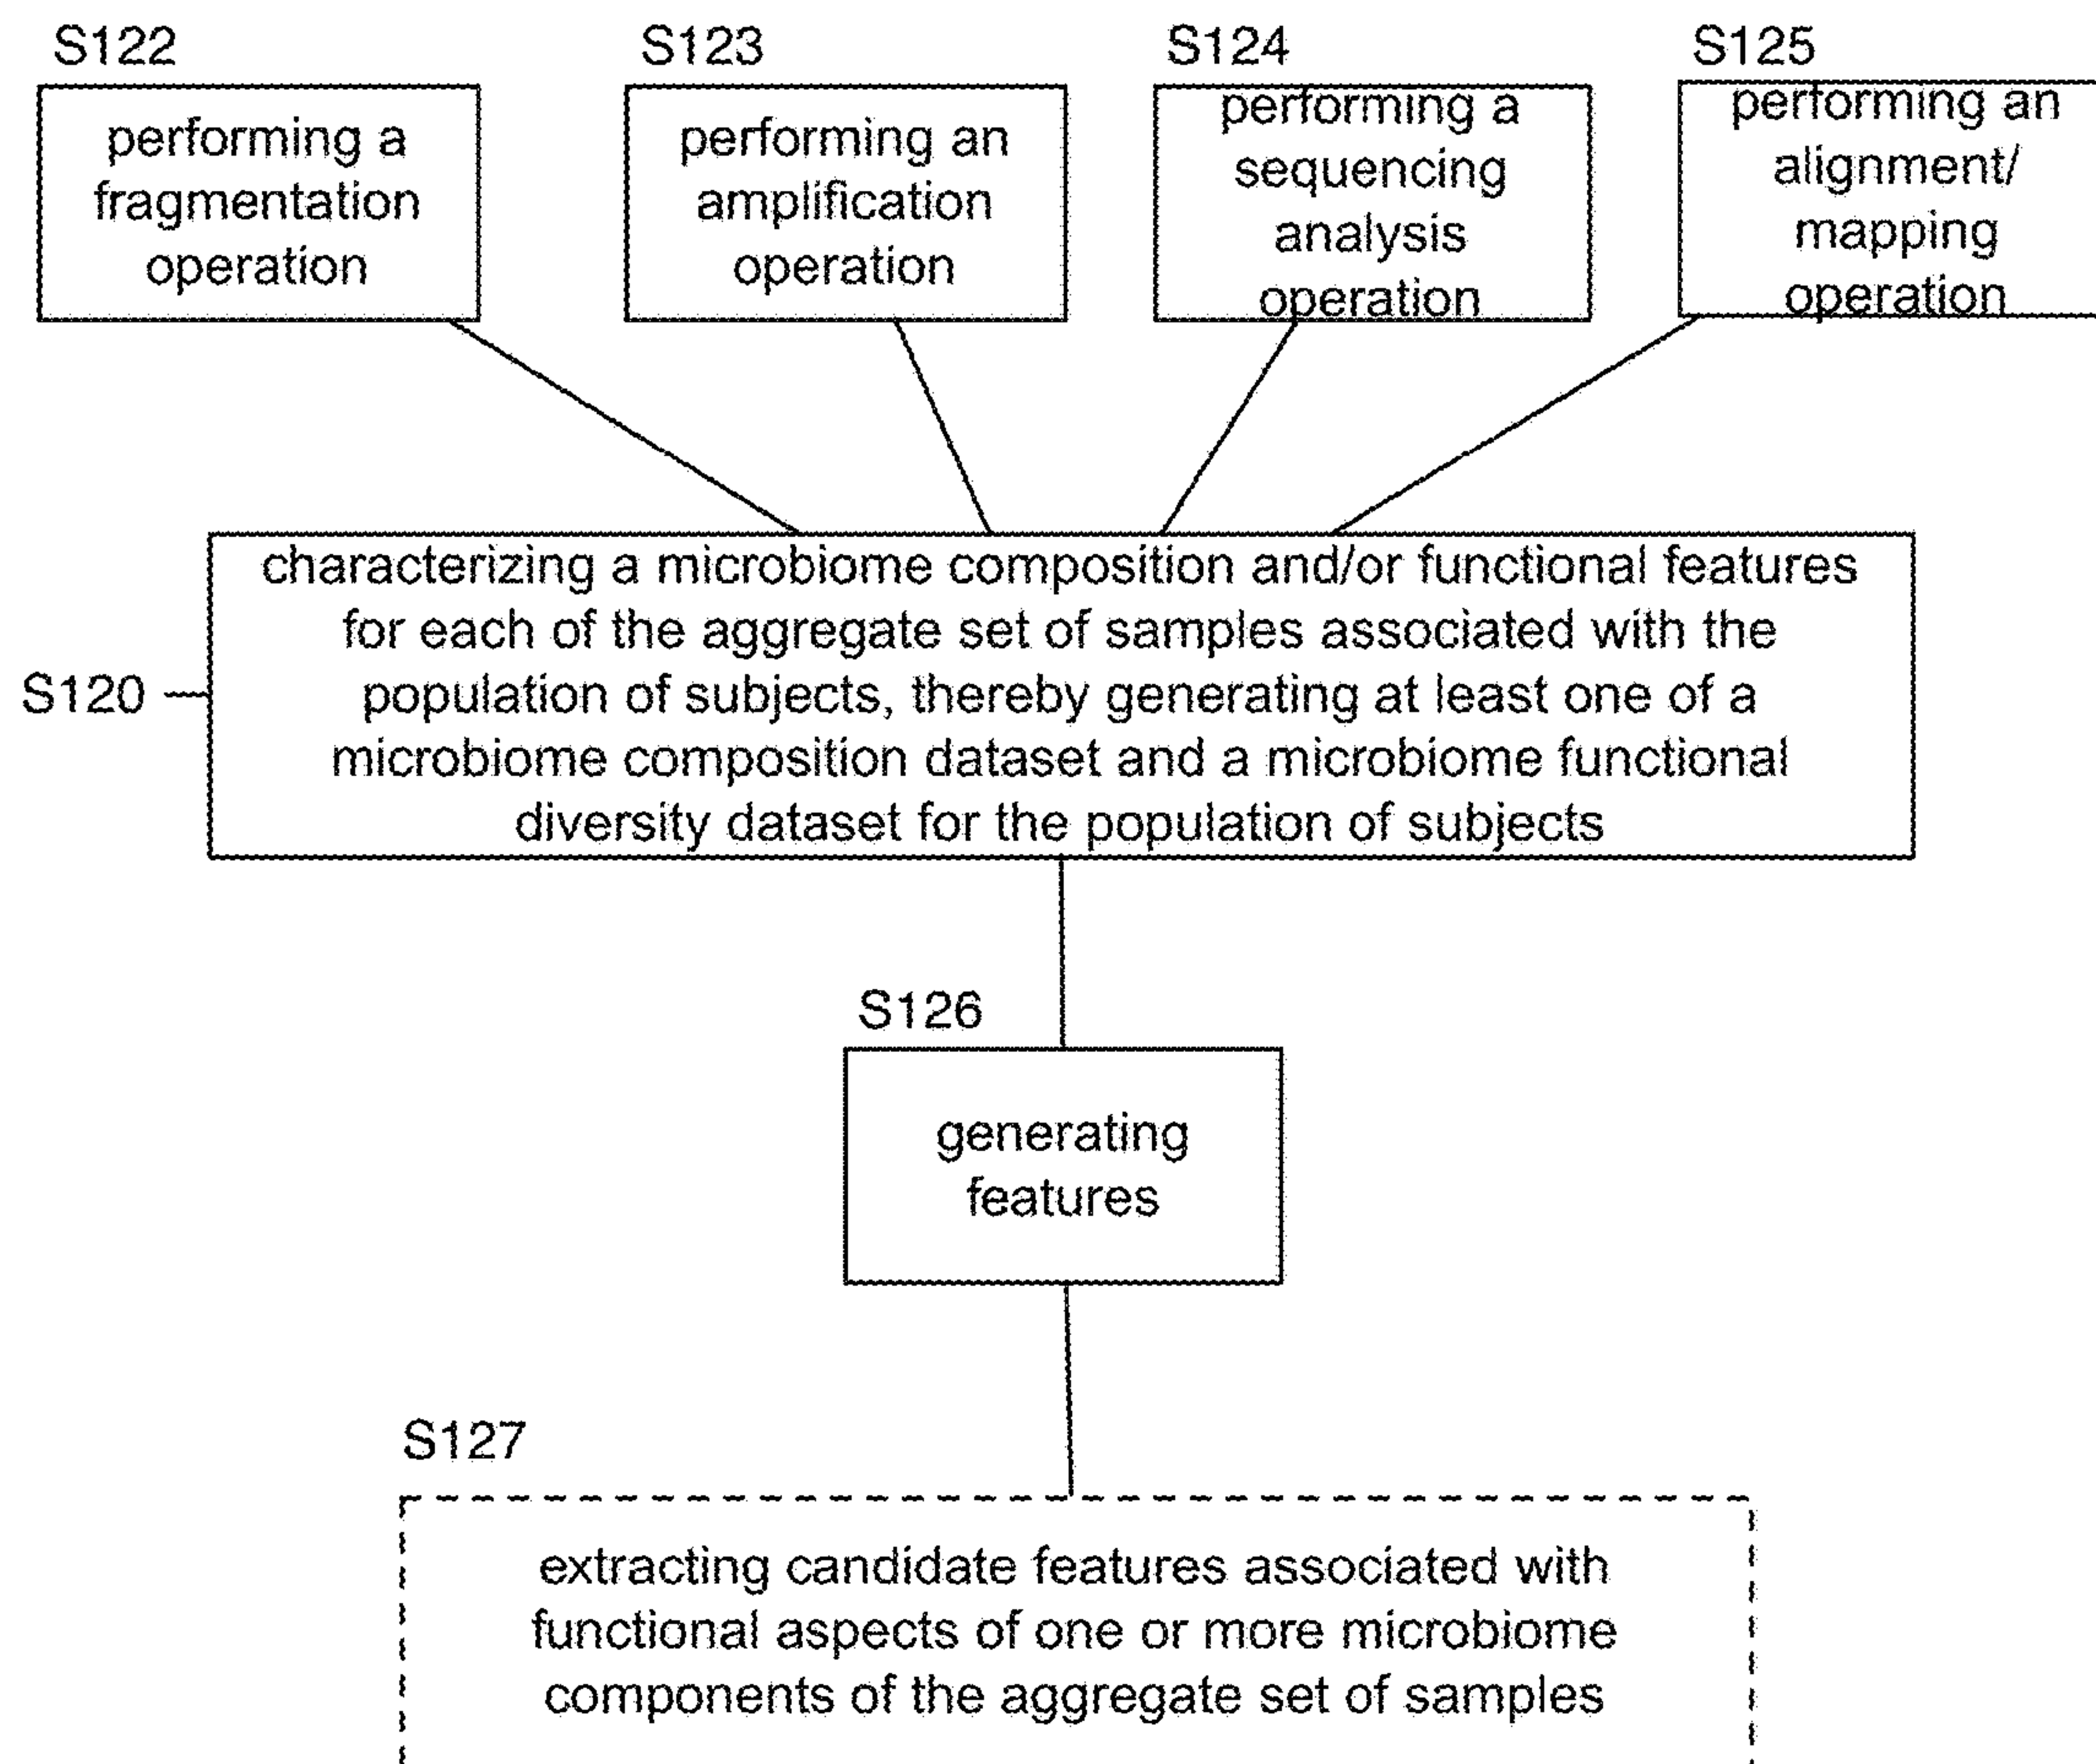 S122
performing a
fragmentation
operation
S123
performing an
amplification
operation
S124
performing a
sequencing
analysis
operation
S125
performing an
alignment/
mapping
operation
S120
characterizing a microbiome composition and/or functional features
for each of the aggregate set of samples associated with the
population of subjects, thereby generating at least one of a
microbiome composition dataset and a microbiome functional
diversity dataset for the population of subjects
S126
generating
features
S127
extracting candidate features associated with
functional aspects of one or more microbiome
components of the aggregate set of samples